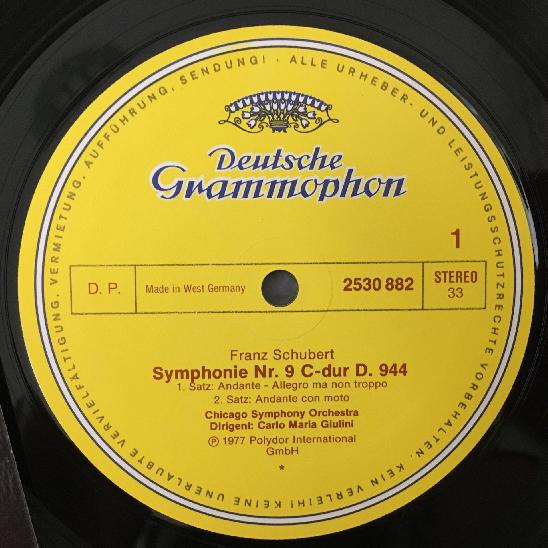 ALLE URHEBER- UND LEISTUNGSSCHUTZRECHTE VORBEHALTEN. KEIN VERLEIH! KEINE UNERLAUBTE VERVIELFÄLTIGUNG, VERMIETUNG, AUFFÜHRUNG, SENDUNG! ·
Deutsche
Grammophon
1
D. P. Made in West Germany 2530 882 STEREO
33
Franz Schubert
Symphonie Nr. 9 C-dur D. 944
1. Satz: Andante - Allegro ma non troppo
2. Satz: Andante con moto
Chicago Symphony Orchestra
Dirigent: Carlo Maria Giulini
Ⓟ 1977 Polydor International
GmbH
*